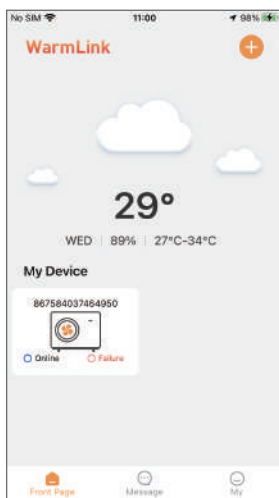 No SIM 11:00 98%
WarmLink
29°
WED 89% 27°C-34°C
My Device
867584037464950
Online Failure
Front Page Message My